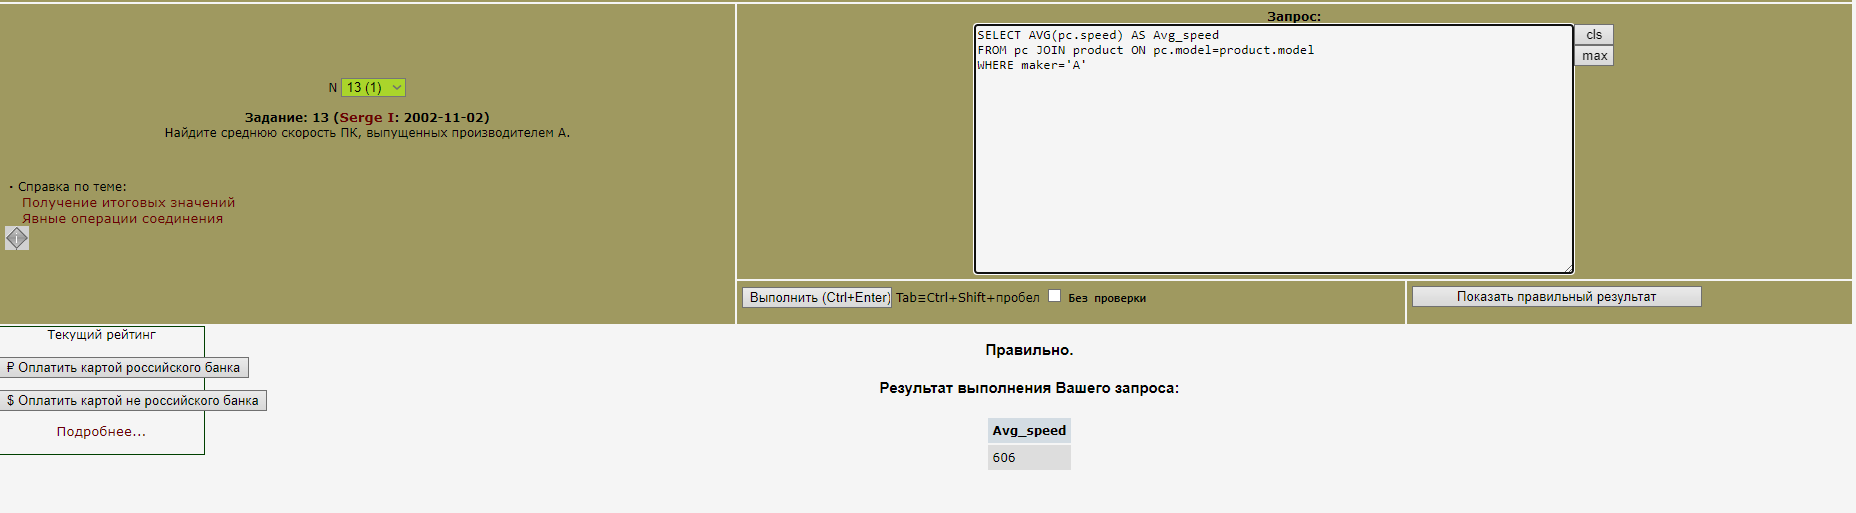 N 13 (1)
Задание: 13 (Serge I: 2002-11-02)
Найдите среднюю скорость ПК, выпущенных производителем A.
· Справка по теме:
Получение итоговых значений
Явные операции соединения
Запрос:
SELECT AVG(pc.speed) AS Avg_speed
FROM pc JOIN product ON pc.model=product.model
WHERE maker='A'
cls
max
Выполнить (Ctrl+Enter) Tab≡Ctrl+Shift+пробел Без проверки
Показать правильный результат
Текущий рейтинг
₽ Оплатить картой российского банка
$ Оплатить картой не российского банка
Подробнее...
Правильно.
Результат выполнения Вашего запроса:
Avg_speed
606